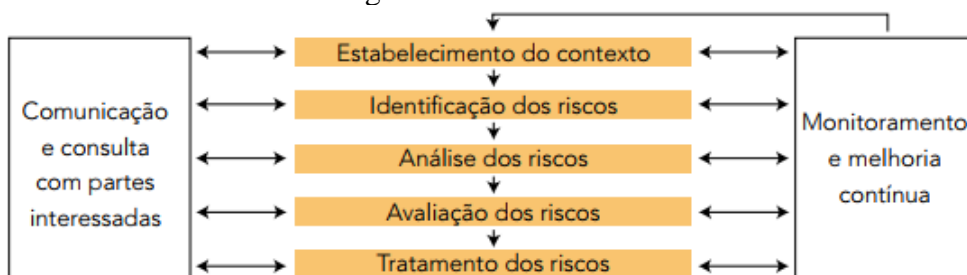 Estabelecimento do contexto
Identificação dos riscos
Análise dos riscos
Avaliação dos riscos
Tratamento dos riscos
Comunicação
e consulta
com partes
interessadas
Monitoramento
e melhoria
contínua